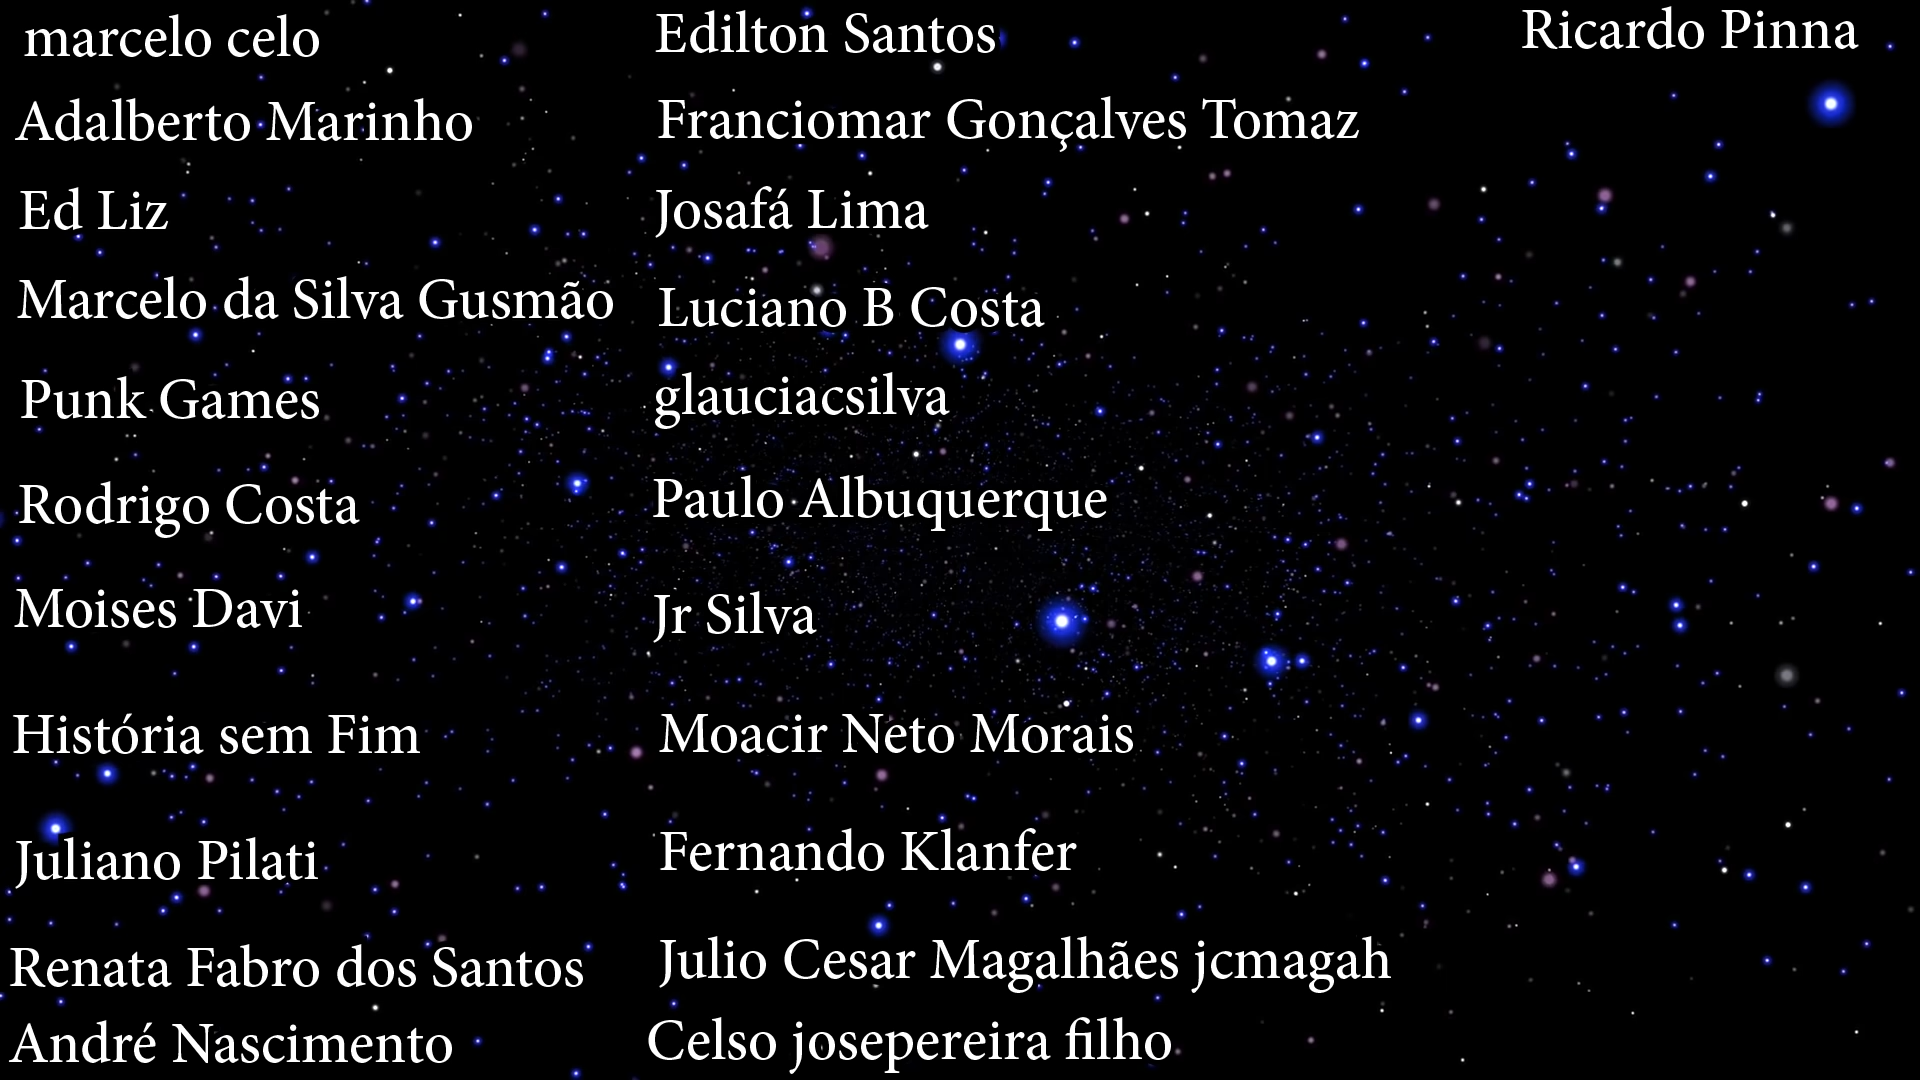 marcelo celo
Adalberto Marinho
Ed Liz
Marcelo da Silva Gusmão
Punk Games
Rodrigo Costa
Moises Davi
História sem Fim
Juliano Pilati
Renata Fabro dos Santos
André Nascimento
Edilton Santos
Franciomar Gonçalves Tomaz
Josafá Lima
Luciano B Costa
glauciacsilva
Paulo Albuquerque
Jr Silva
Moacir Neto Morais
Fernando Klanfer
Julio Cesar Magalhães jcmagah
Celso josepereira filho
Ricardo Pinna